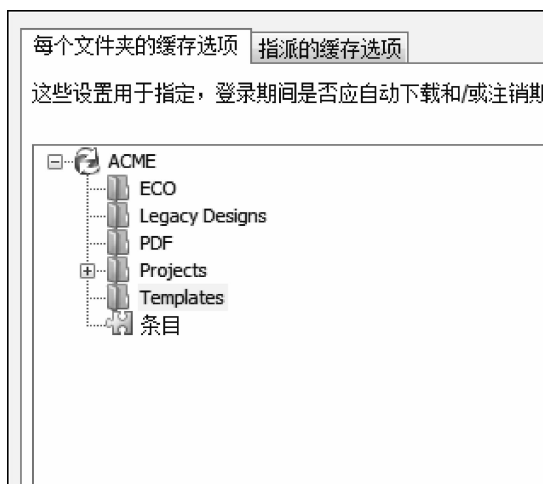 每个文件夹的缓存选项 指派的缓存选项
这些设置用于指定，登录期间是否应自动下载和/或注销期
ACME
ECO
Legacy Designs
PDF
Projects
Templates
条目